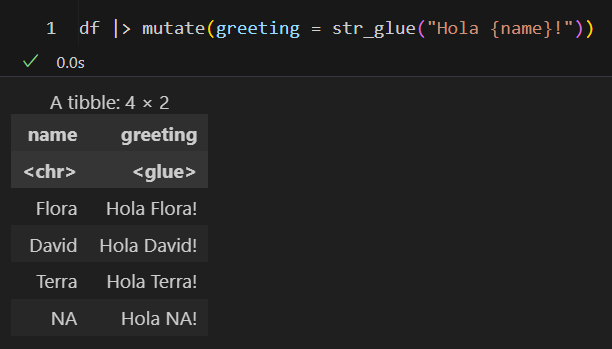 1 df |> mutate(greeting = str_glue("Hola {name}!"))
✓ 0.0s
A tibble: 4 × 2
name greeting
<chr> <glue>
Flora Hola Flora!
David Hola David!
Terra Hola Terra!
NA Hola NA!